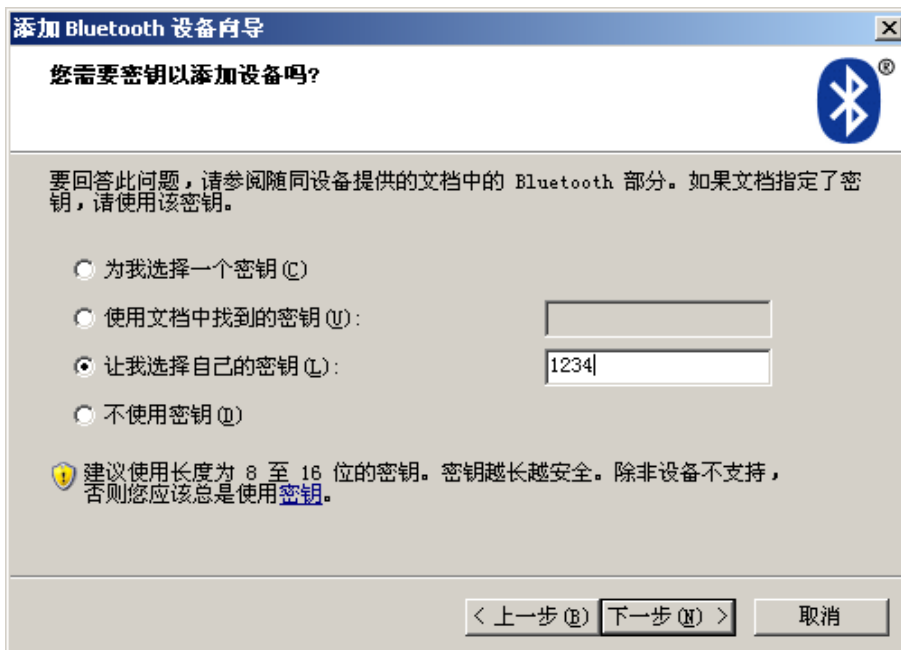 添加 Bluetooth 设备向导
您需要密钥以添加设备吗?
®
要回答此问题,请参阅随同设备提供的文档中的 Bluetooth 部分。如果文档指定了密
钥,请使用该密钥。
为我选择一个密钥(C)
使用文档中找到的密钥(U):
让我选择自己的密钥(L): 1234
不使用密钥(D)
建议使用长度为 8 至 16 位的密钥。密钥越长越安全。除非设备不支持,
否则您应该总是使用密钥。
< 上一步(B) 下一步(N) > 取消